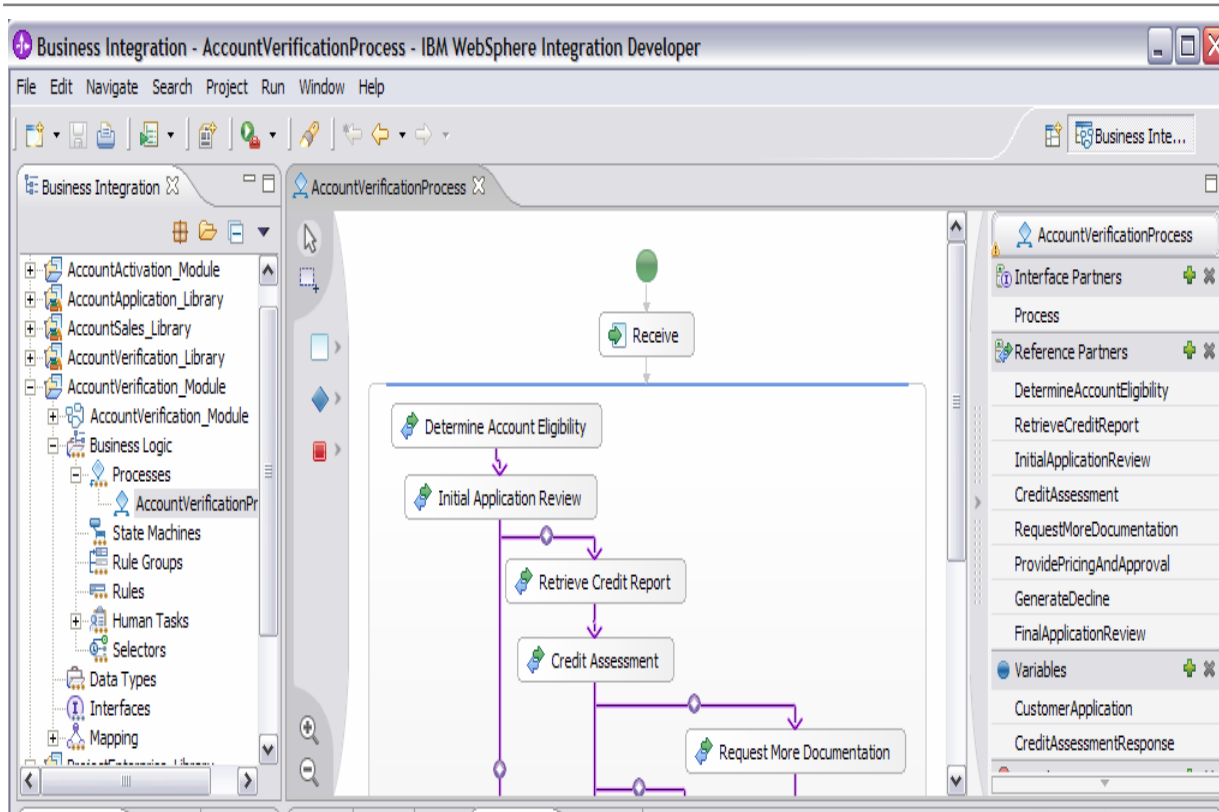 Business Integration - AccountVerificationProcess - IBM WebSphere Integration Developer
File Edit Navigate Search Project Run Window Help
Business Inte...
Business Integration
AccountActivation_Module
AccountApplication_Library
AccountSales_Library
AccountVerification_Library
AccountVerification_Module
AccountVerification_Module
Business Logic
Processes
AccountVerificationPr
State Machines
Rule Groups
Rules
Human Tasks
Selectors
Data Types
Interfaces
Mapping
AccountVerificationProcess
Receive
Determine Account Eligibility
Initial Application Review
Retrieve Credit Report
Credit Assessment
Request More Documentation
AccountVerificationProcess
Interface Partners
Process
Reference Partners
DetermineAccountEligibility
RetrieveCreditReport
InitialApplicationReview
CreditAssessment
RequestMoreDocumentation
ProvidePricingAndApproval
GenerateDecline
FinalApplicationReview
Variables
CustomerApplication
CreditAssessmentResponse